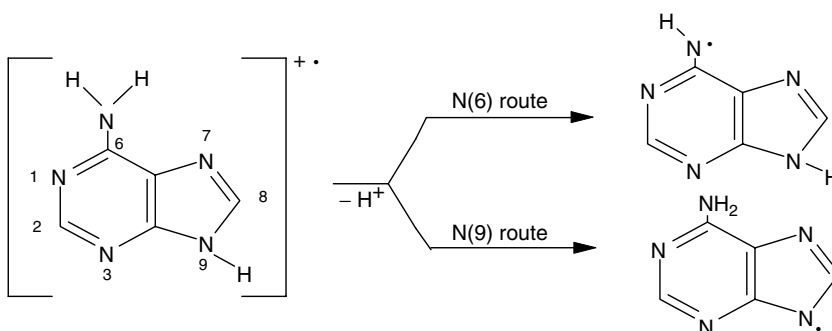 H H + •
N
6 7
1 N N
8
2
N N
3 9 H
– H+
N(6) route
N(9) route
H
N •
N N
N N
H
NH2
N N
N N •